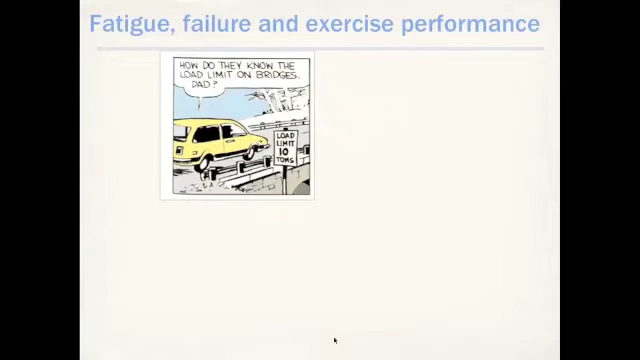 Fatigue, failure and exercise performance
HOW DO THEY KNOW THE
LOAD LIMIT ON BRIDGES,
DAD?
LOAD
LIMIT
10
TONS